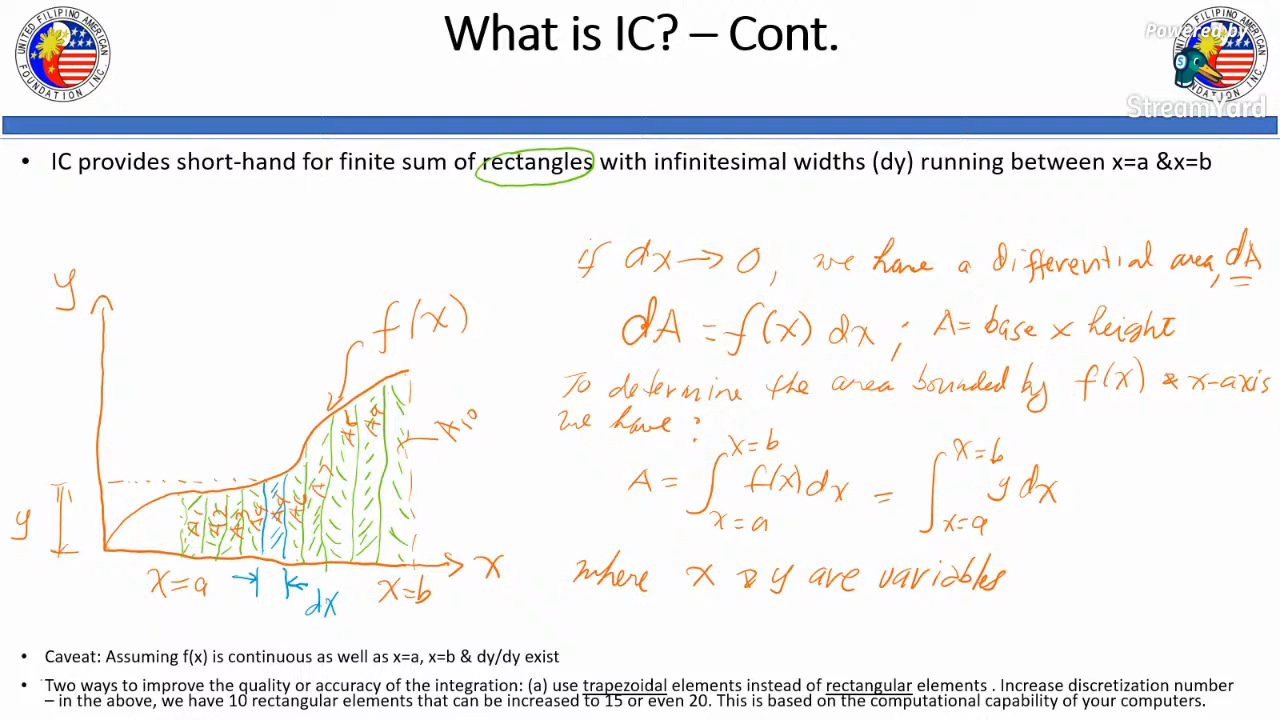 What is IC? – Cont.
UNITED FILIPINO AMERICAN FOUNDATION INC.
Powered by
StreamYard
• IC provides short-hand for finite sum of rectangles with infinitesimal widths (dy) running between x=a &x=b
if dx → 0, we have a differential area, dA
dA = f(x) dx ; A = base x height
To determine the area bounded by f(x) & x-axis
we have :
A = ∫ x=a x=b f(x) dx = ∫ x=a x=b y dx
where x & y are variables
y
f(x)
A10
y
x
x=a
dx
x=b
• Caveat: Assuming f(x) is continuous as well as x=a, x=b & dy/dy exist
• Two ways to improve the quality or accuracy of the integration: (a) use trapezoidal elements instead of rectangular elements . Increase discretization number
– in the above, we have 10 rectangular elements that can be increased to 15 or even 20. This is based on the computational capability of your computers.